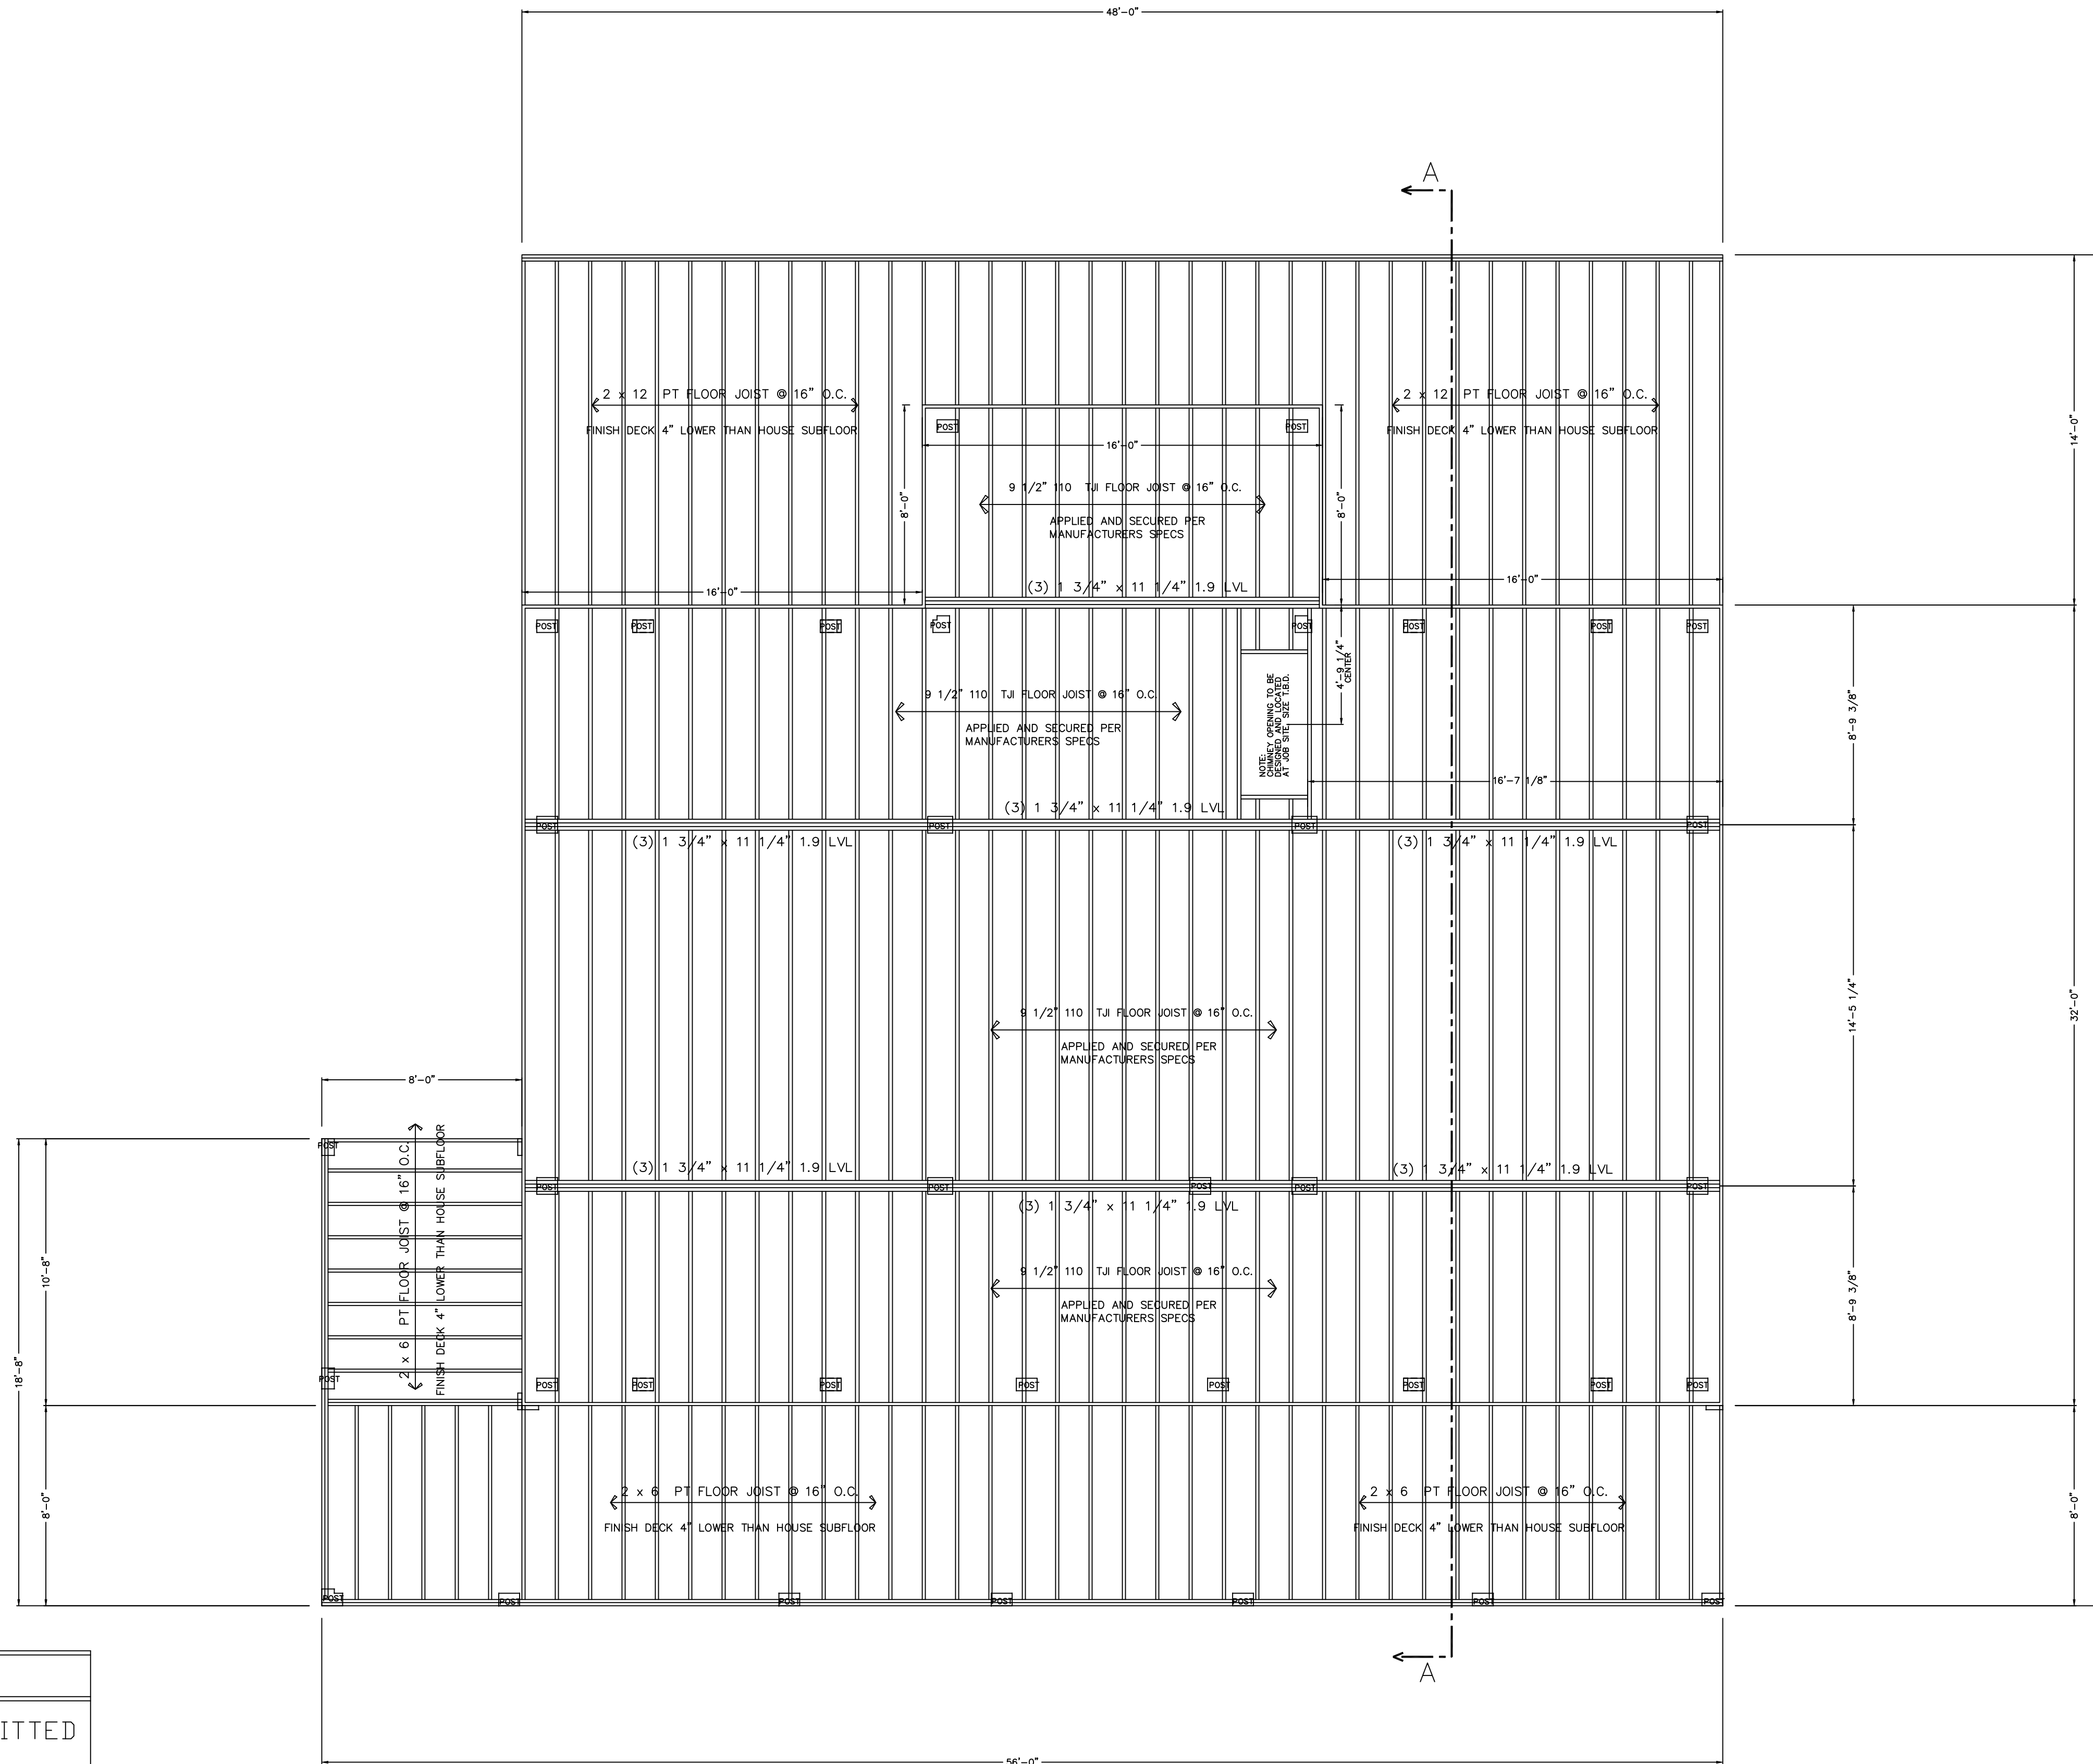 48'-0"
A
2 x 12 PT FLOOR JOIST @ 16" O.C.
FINISH DECK 4" LOWER THAN HOUSE SUBFLOOR
2 x 12 PT FLOOR JOIST @ 16" O.C.
FINISH DECK 4" LOWER THAN HOUSE SUBFLOOR
14'-0"
POST
POST
16'-0"
9 1/2" 110 TJI FLOOR JOIST @ 16" O.C.
8'-0"
8'-0"
APPLIED AND SECURED PER
MANUFACTURERS SPECS
(3) 1 3/4" x 11 1/4" 1.9 LVL
16'-0"
16'-0"
POST
POST
POST
POST
POST
POST
POST
POST
4'-9 1/4"
CENTER
9 1/2" 110 TJI FLOOR JOIST @ 16" O.C.
APPLIED AND SECURED PER
MANUFACTURERS SPECS
NOTE:
CHIMNEY OPENING TO BE
DESIGNED AND LOCATED
AT JOB SITE, SIZE T.B.D.
8'-9 3/8"
16'-7 1/8"
(3) 1 3/4" x 11 1/4" 1.9 LVL
POST
POST
POST
POST
(3) 1 3/4" x 11 1/4" 1.9 LVL
(3) 1 3/4" x 11 1/4" 1.9 LVL
9 1/2" 110 TJI FLOOR JOIST @ 16" O.C.
APPLIED AND SECURED PER
MANUFACTURERS SPECS
14'-5 1/4"
32'-0"
8'-0"
POST
2 x 6 PT FLOOR JOIST @ 16" O.C.
FINISH DECK 4" LOWER THAN HOUSE SUBFLOOR
(3) 1 3/4" x 11 1/4" 1.9 LVL
(3) 1 3/4" x 11 1/4" 1.9 LVL
POST
POST
POST
POST
POST
(3) 1 3/4" x 11 1/4" 1.9 LVL
9 1/2" 110 TJI FLOOR JOIST @ 16" O.C.
APPLIED AND SECURED PER
MANUFACTURERS SPECS
10'-8"
18'-8"
8'-9 3/8"
POST
POST
POST
POST
POST
POST
POST
POST
POST
8'-0"
2 x 6 PT FLOOR JOIST @ 16" O.C.
FINISH DECK 4" LOWER THAN HOUSE SUBFLOOR
2 x 6 PT FLOOR JOIST @ 16" O.C.
FINISH DECK 4" LOWER THAN HOUSE SUBFLOOR
8'-0"
POST
POST
POST
POST
POST
POST
POST
A
ITTED
56'-0"